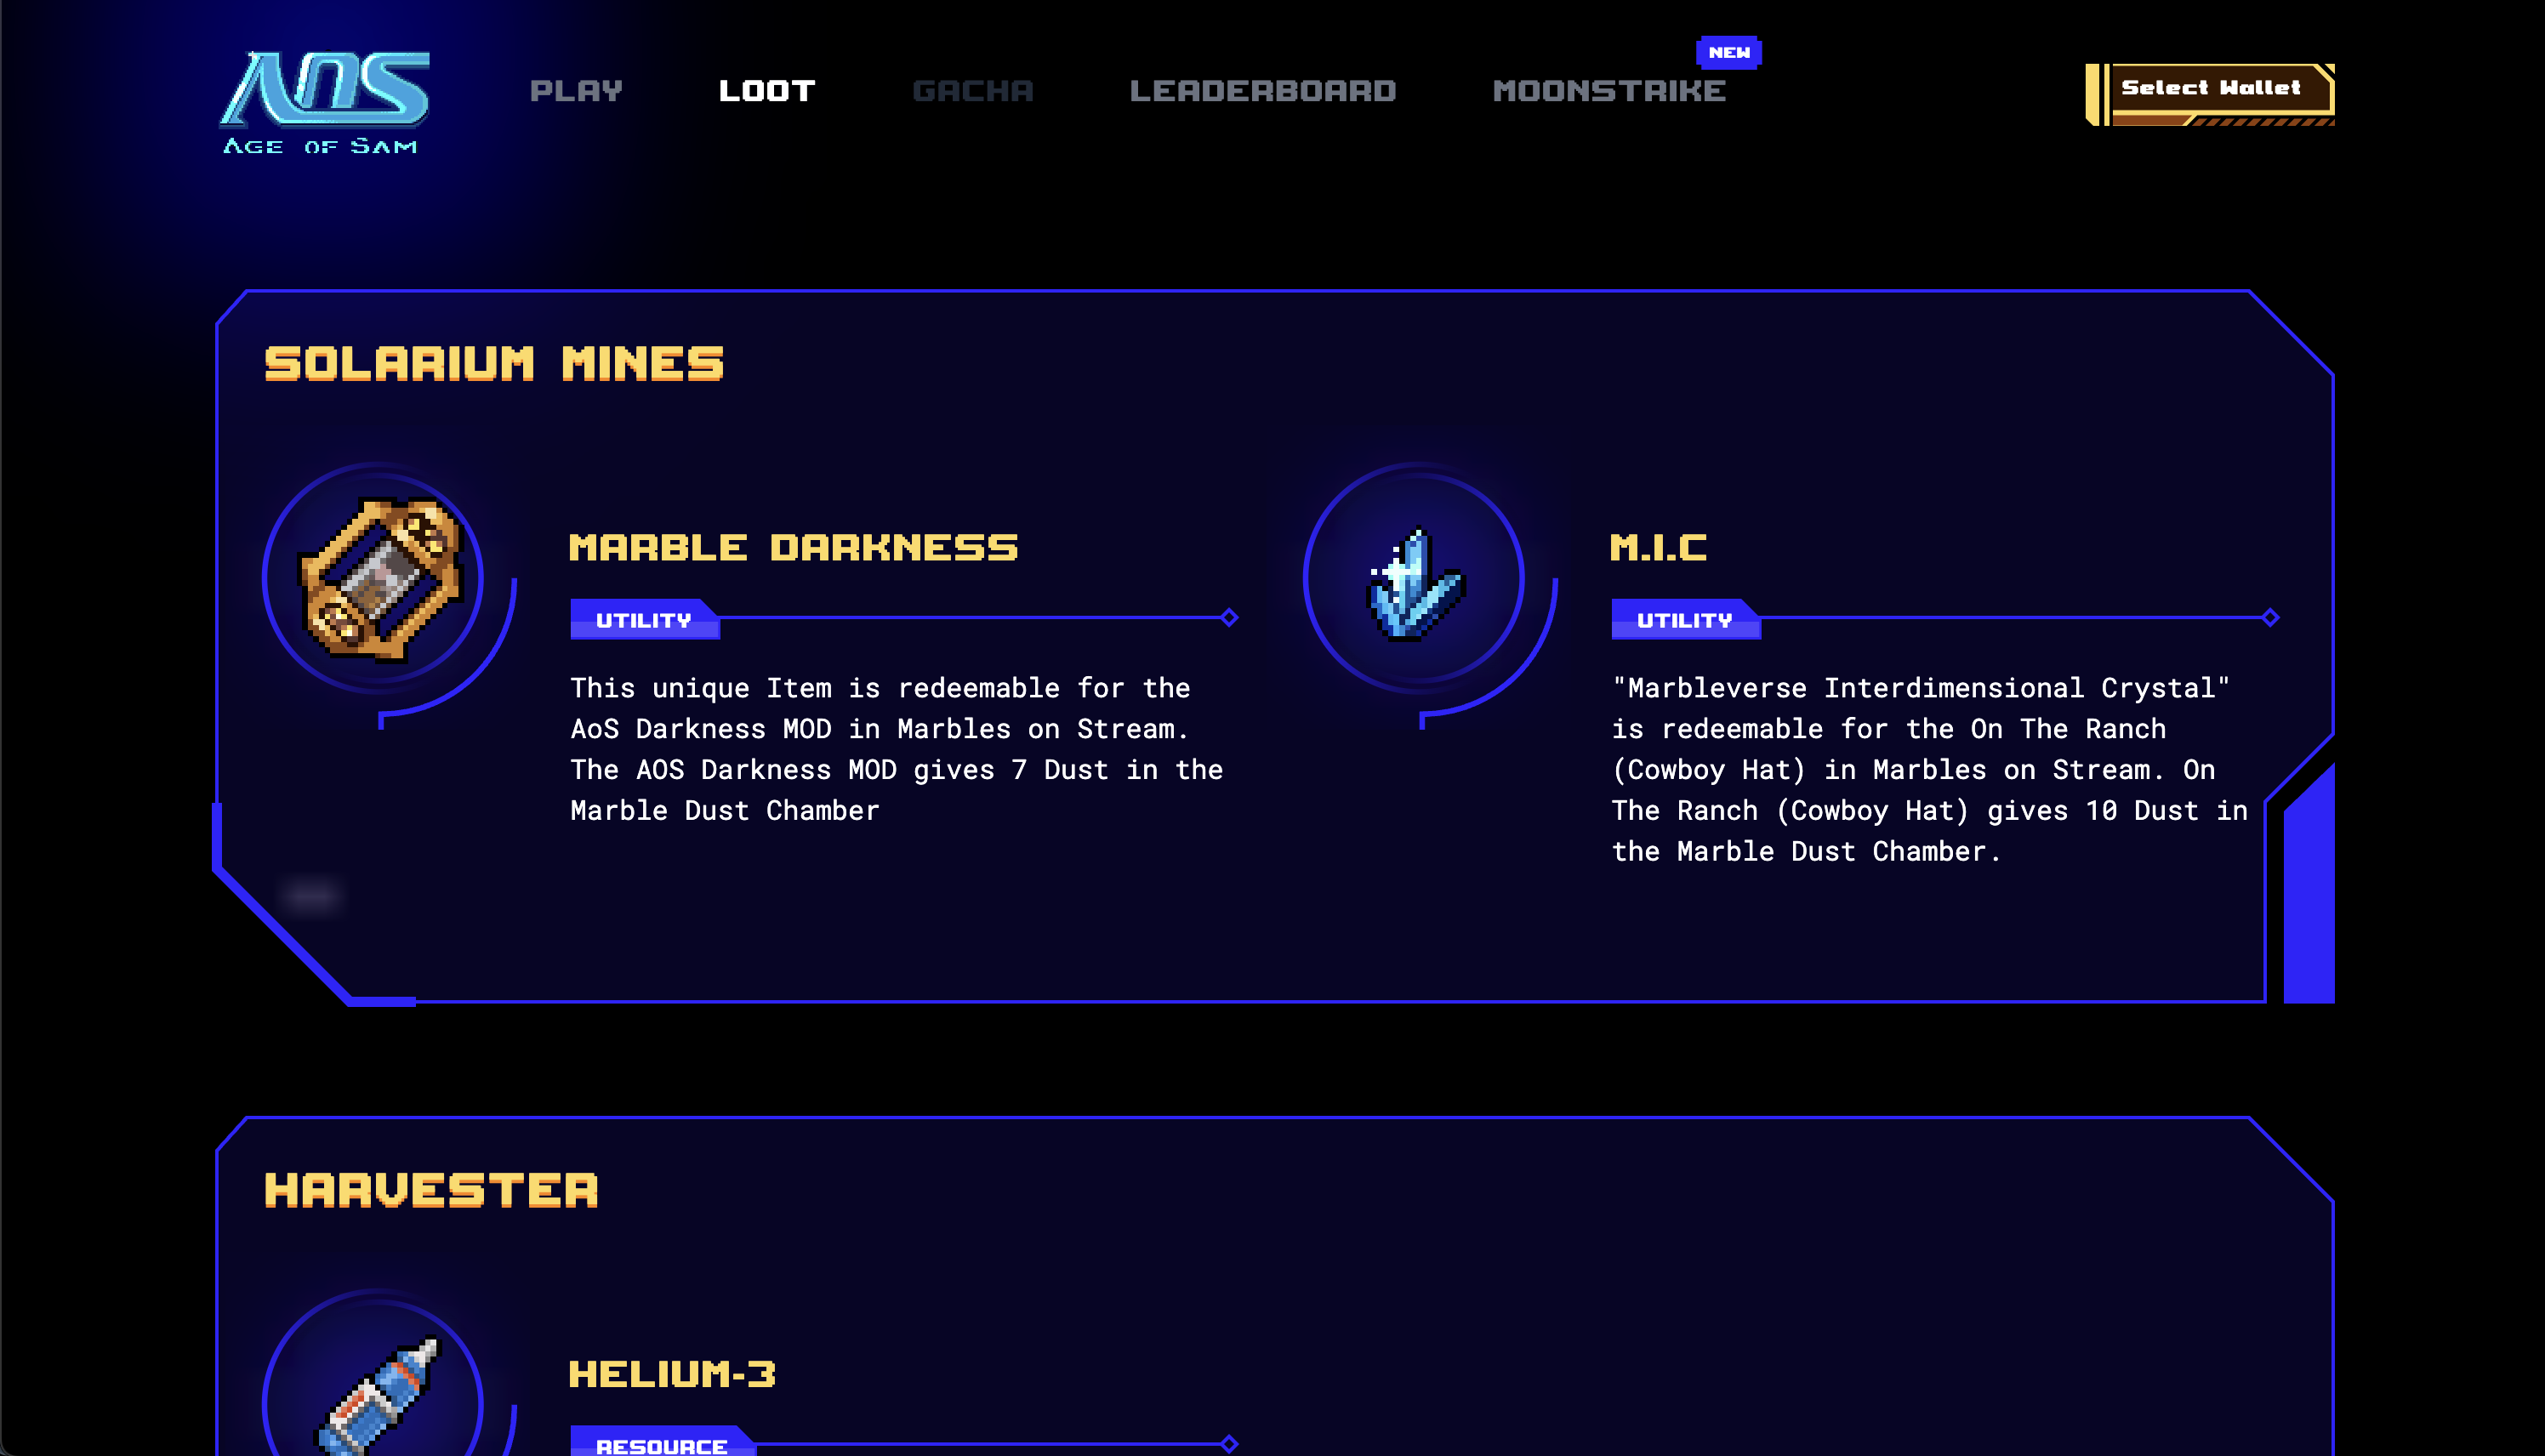 AOS
AGE OF SAM
PLAY
LOOT
GACHA
LEADERBOARD
MOONSTRIKE
NEW
Select Wallet
SOLARIUM MINES
MARBLE DARKNESS
UTILITY
This unique Item is redeemable for the
AoS Darkness MOD in Marbles on Stream.
The AOS Darkness MOD gives 7 Dust in the
Marble Dust Chamber
M.I.C
UTILITY
"Marbleverse Interdimensional Crystal"
is redeemable for the On The Ranch
(Cowboy Hat) in Marbles on Stream. On
The Ranch (Cowboy Hat) gives 10 Dust in
the Marble Dust Chamber.
HARVESTER
HELIUM-3
RESOURCE